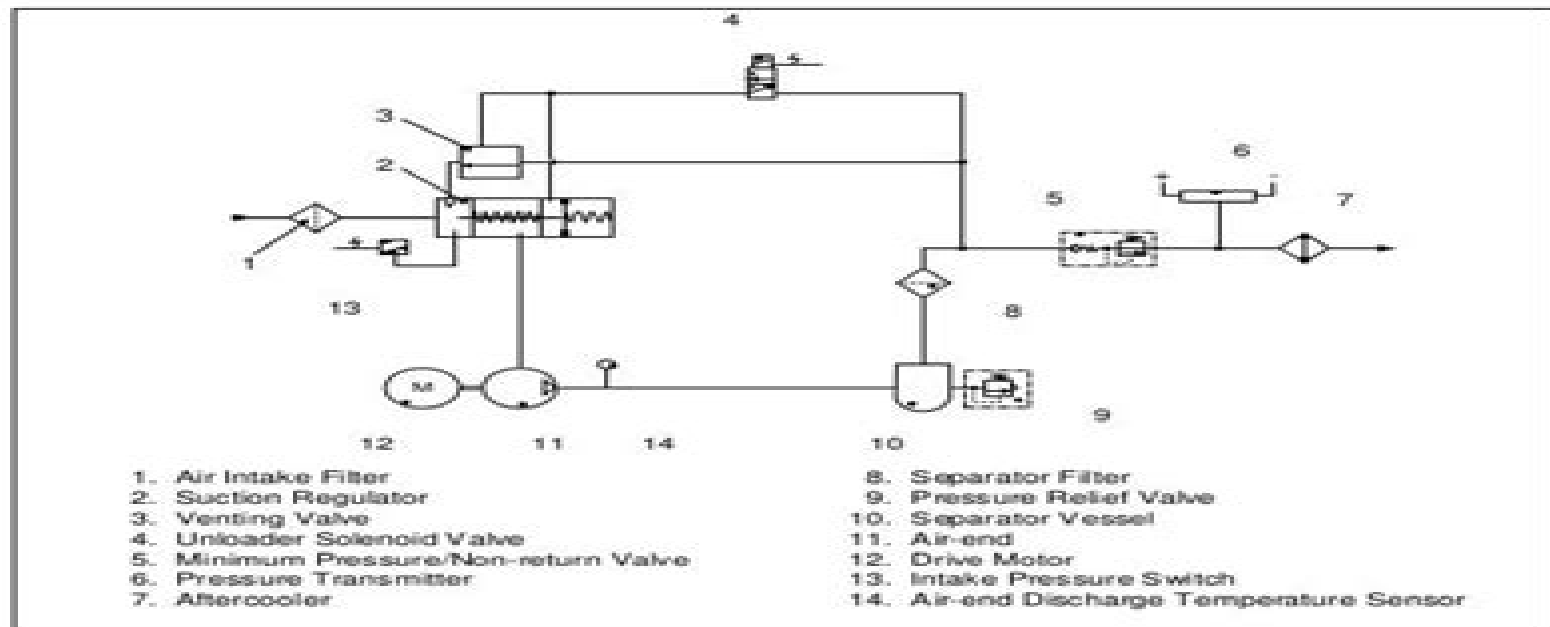 4
3
2
6
5
7
1
13
8
M
9
12 11 14 10
1. Air Intake Filter
2. Suction Regulator
3. Venting Valve
4. Unloader Solenoid Valve
5. Minimum Pressure/Non-return Valve
6. Pressure Transmitter
7. Aftercooler
8. Separator Filter
9. Pressure Relief Valve
10. Separator Vessel
11. Air-end
12. Drive Motor
13. Intake Pressure Switch
14. Air-end Discharge Temperature Sensor